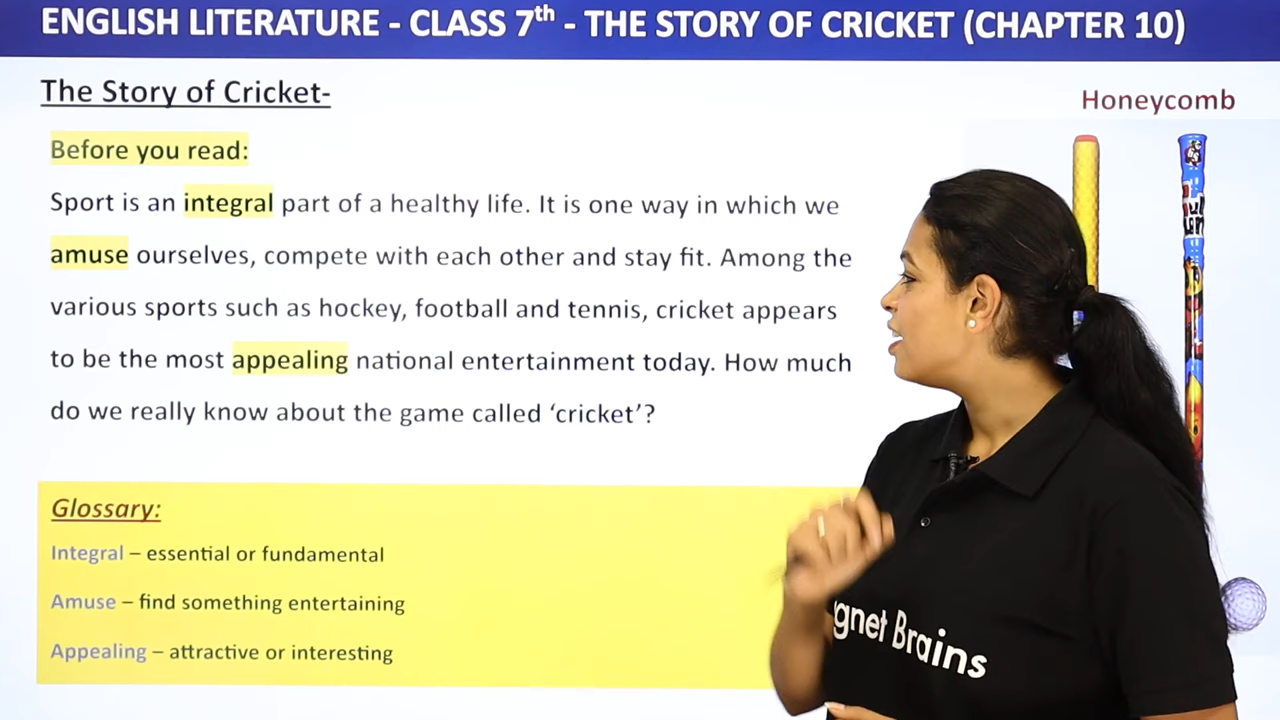 ENGLISH LITERATURE - CLASS 7th - THE STORY OF CRICKET (CHAPTER 10)
The Story of Cricket-
Honeycomb
Before you read:
Sport is an integral part of a healthy life. It is one way in which we
amuse ourselves, compete with each other and stay fit. Among the
various sports such as hockey, football and tennis, cricket appears
to be the most appealing national entertainment today. How much
do we really know about the game called ‘cricket’?
Glossary:
Integral – essential or fundamental
Amuse – find something entertaining
Appealing – attractive or interesting
gnet Brains